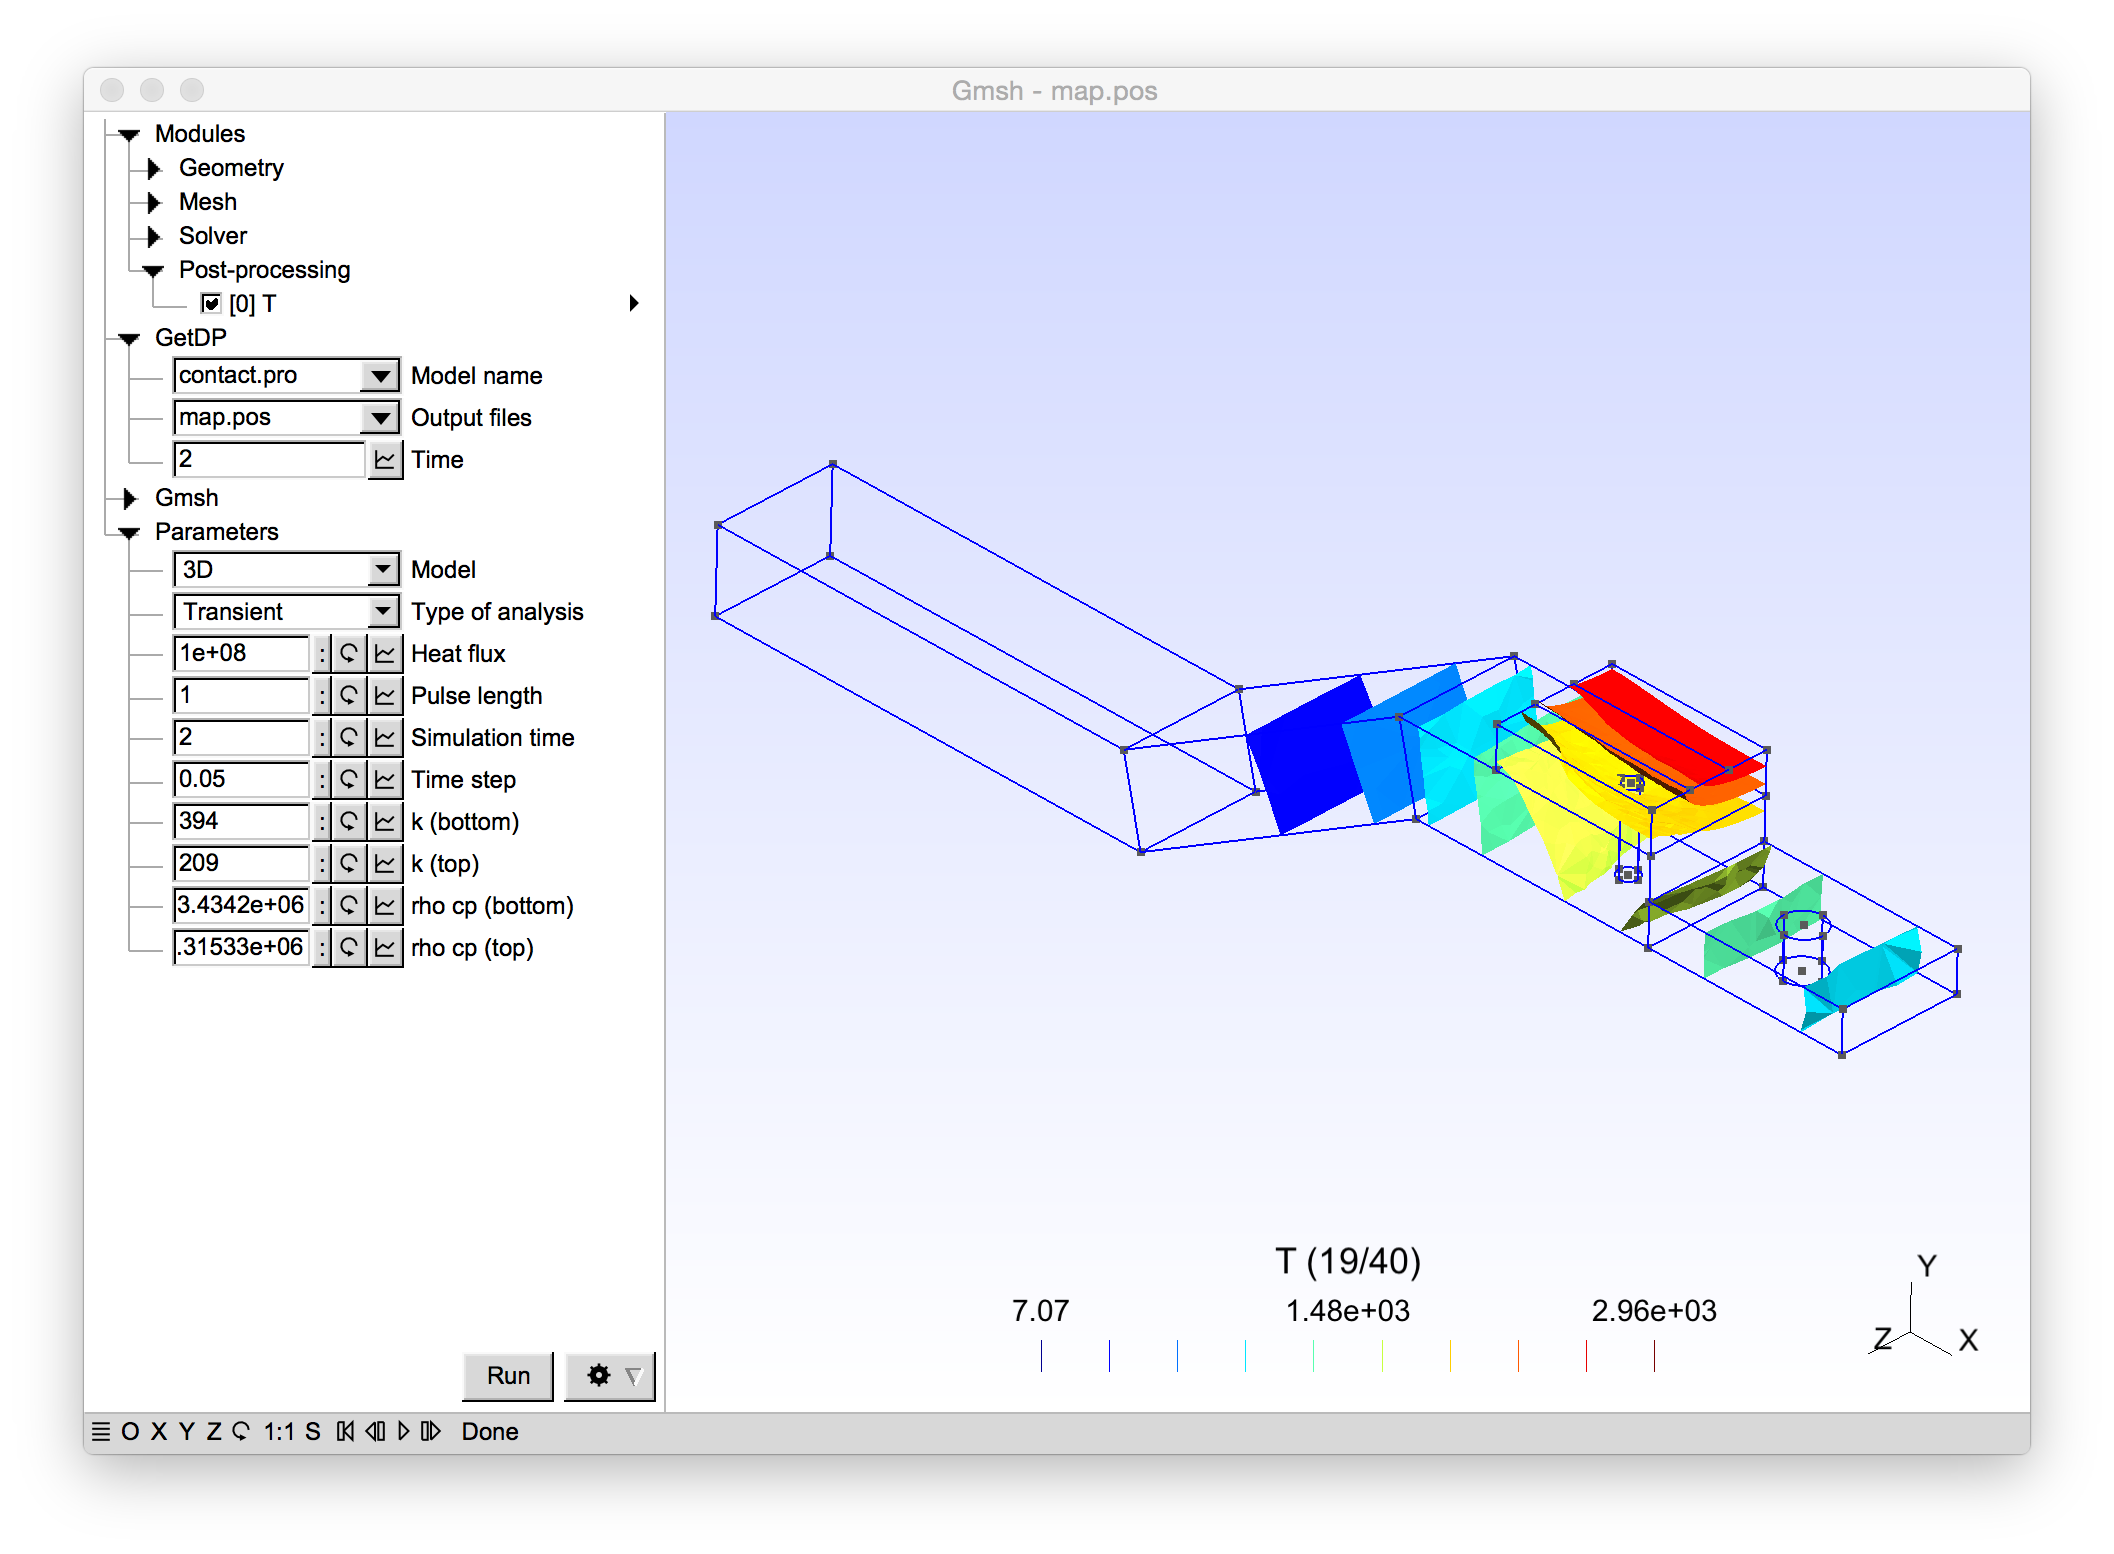 Gmsh - map.pos
Modules
Geometry
Mesh
Solver
Post-processing
[0] T
GetDP
contact.pro Model name
map.pos Output files
2 Time
Gmsh
Parameters
3D Model
Transient Type of analysis
1e+08 : Heat flux
1 : Pulse length
2 : Simulation time
0.05 : Time step
394 : k (bottom)
209 : k (top)
3.4342e+06 : rho cp (bottom)
.31533e+06 : rho cp (top)
T (19/40)
7.07 1.48e+03 2.96e+03
Y
Z X
Run
O X Y Z 1:1 S Done